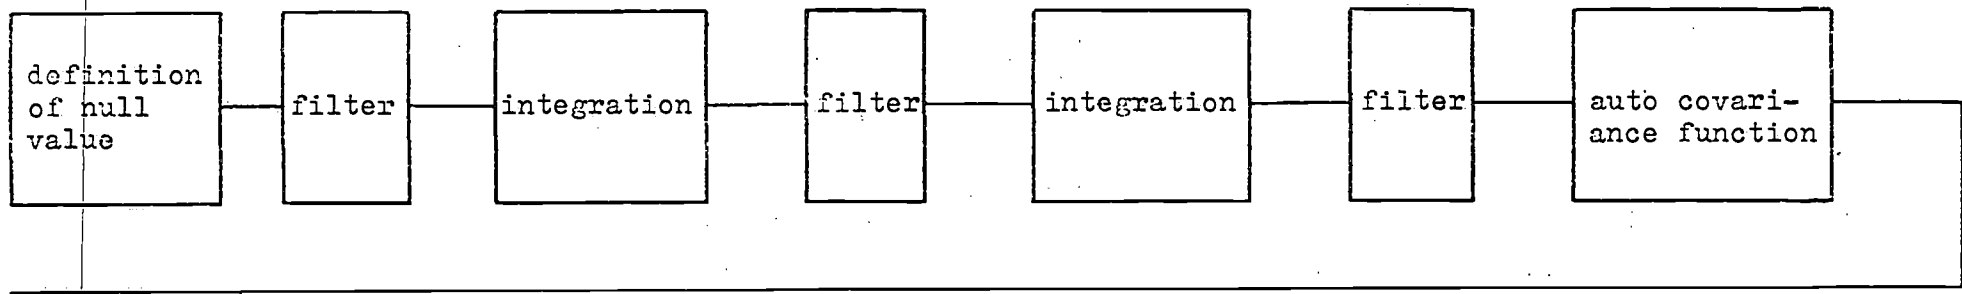 definition
of null
value
filter
integration
filter
integration
filter
auto covari-
ance function